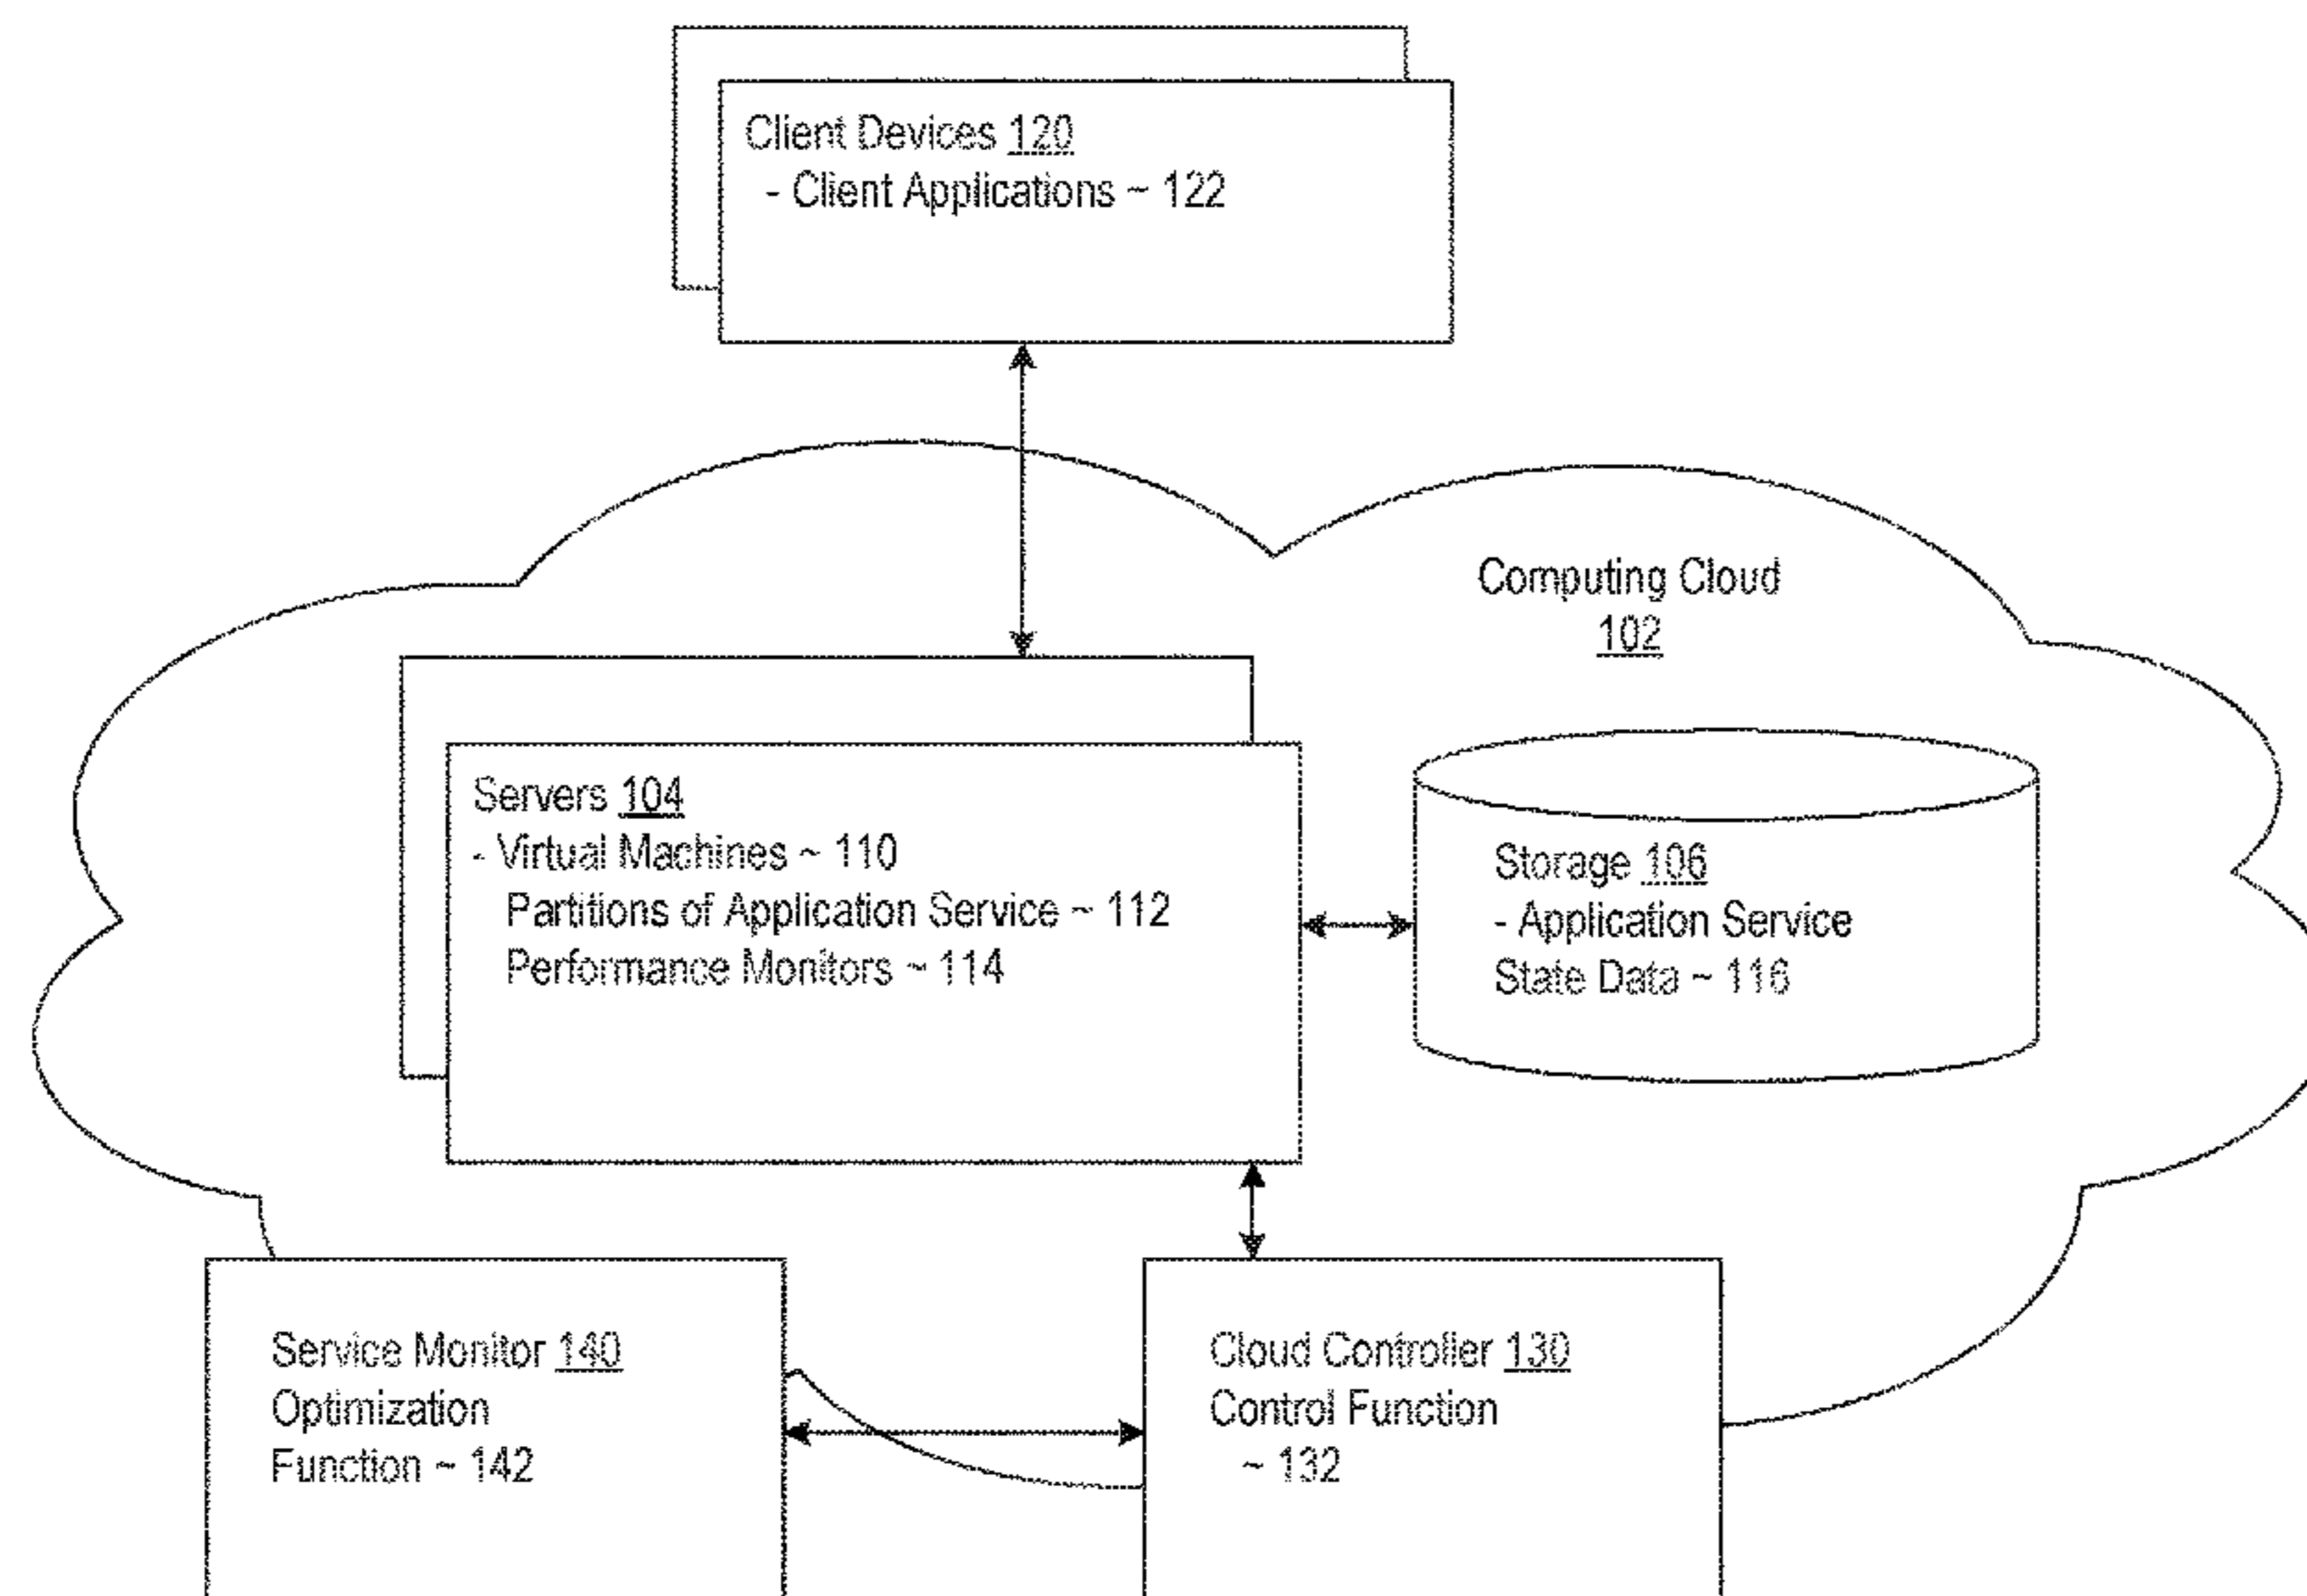 Client Devices 120
- Client Applications ~ 122
Computing Cloud
102
Servers 104
- Virtual Machines ~ 110
Partitions of Application Service ~ 112
Performance Monitors ~ 114
Storage 106
- Application Service
State Data ~ 116
Service Monitor 140
Optimization
Function ~ 142
Cloud Controller 130
Control Function
~ 132